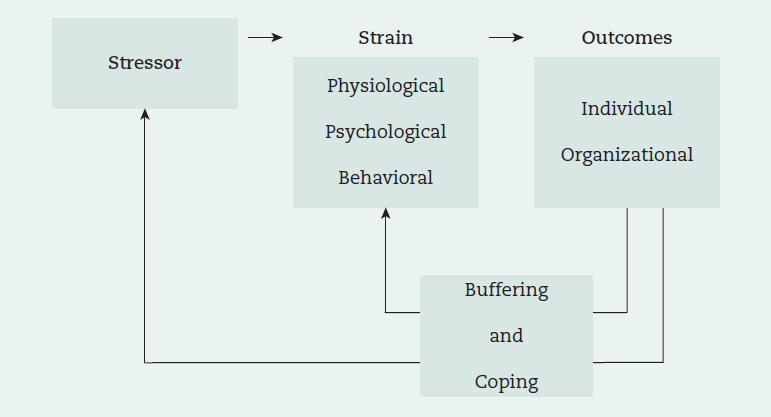 Stressor
Strain
Physiological
Psychological
Behavioral
Outcomes
Individual
Organizational
Buffering
and
Coping